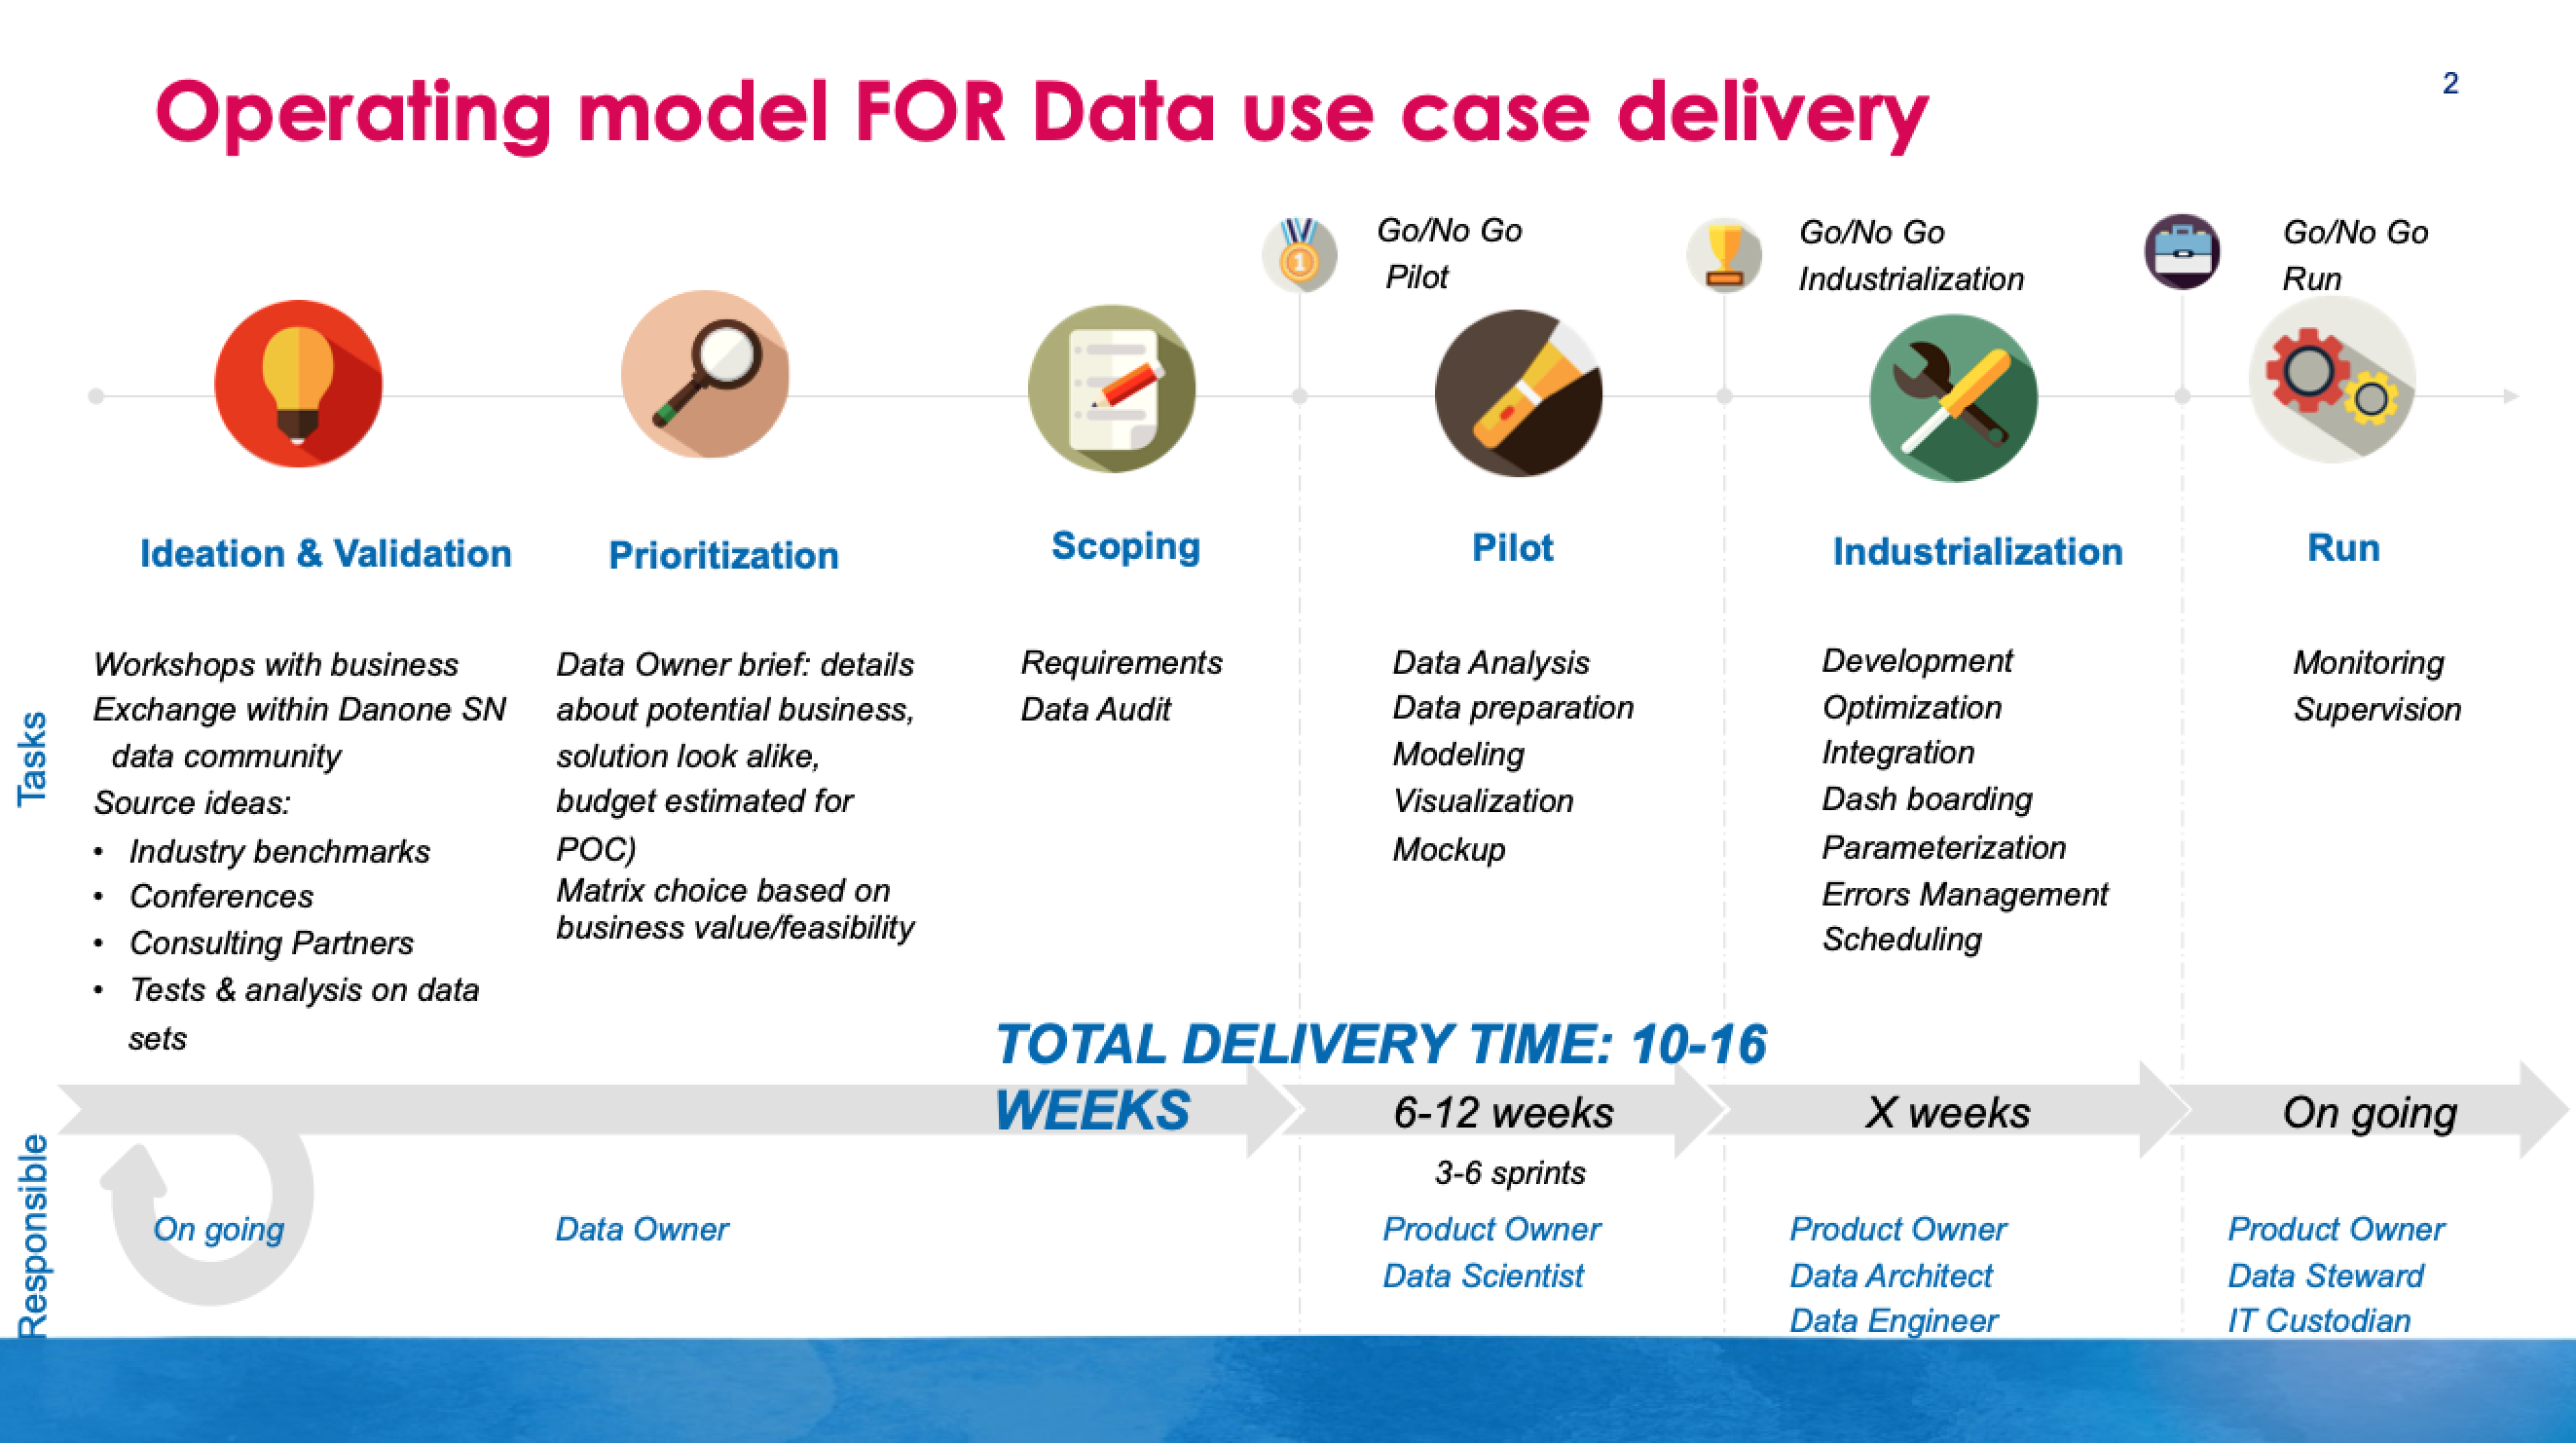 Operating model FOR Data use case delivery
2
Go/No Go
Pilot
Go/No Go
Industrialization
Go/No Go
Run
Ideation & Validation
Prioritization
Scoping
Pilot
Industrialization
Run
Tasks
Workshops with business
Exchange within Danone SN
data community
Source ideas:
• Industry benchmarks
• Conferences
• Consulting Partners
• Tests & analysis on data
sets
Data Owner brief: details
about potential business,
solution look alike,
budget estimated for
POC)
Matrix choice based on
business value/feasibility
Requirements
Data Audit
Data Analysis
Data preparation
Modeling
Visualization
Mockup
Development
Optimization
Integration
Dash boarding
Parameterization
Errors Management
Scheduling
Monitoring
Supervision
TOTAL DELIVERY TIME: 10-16
WEEKS
6-12 weeks
X weeks
On going
3-6 sprints
Responsible
On going
Data Owner
Product Owner
Data Scientist
Product Owner
Data Architect
Data Engineer
Product Owner
Data Steward
IT Custodian